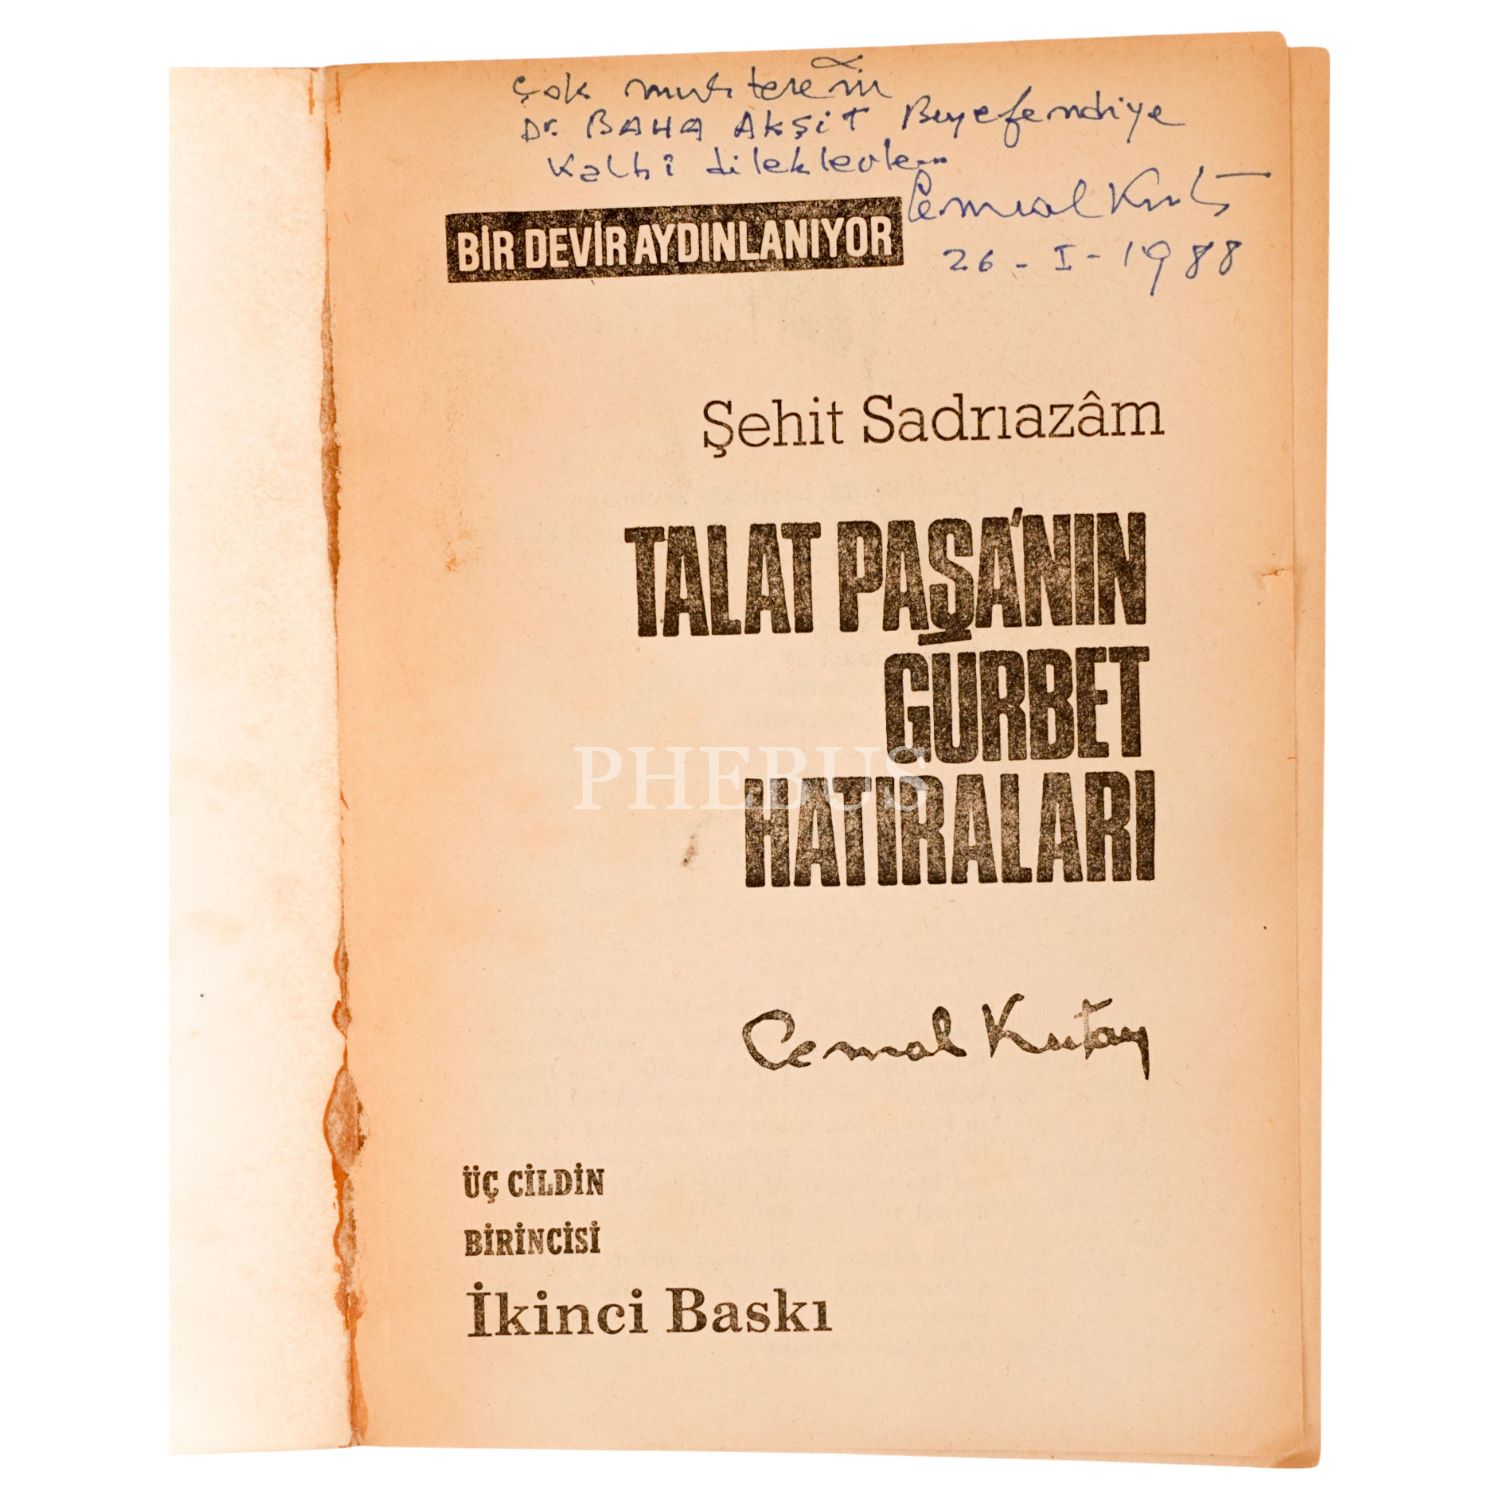 Çok muhterem
Dr. BAHA AKŞİT Beyefendiye
Kalbî dileklerle...
Cemal Kutay
26 - I - 1988
BİR DEVİR AYDINLANIYOR
Şehit Sadrıazâm
TALAT PAŞA'NIN
GURBET
HATIRALARI
PHEBUS
Cemal Kutay
ÜÇ CİLDİN
BİRİNCİSİ
İkinci Baskı